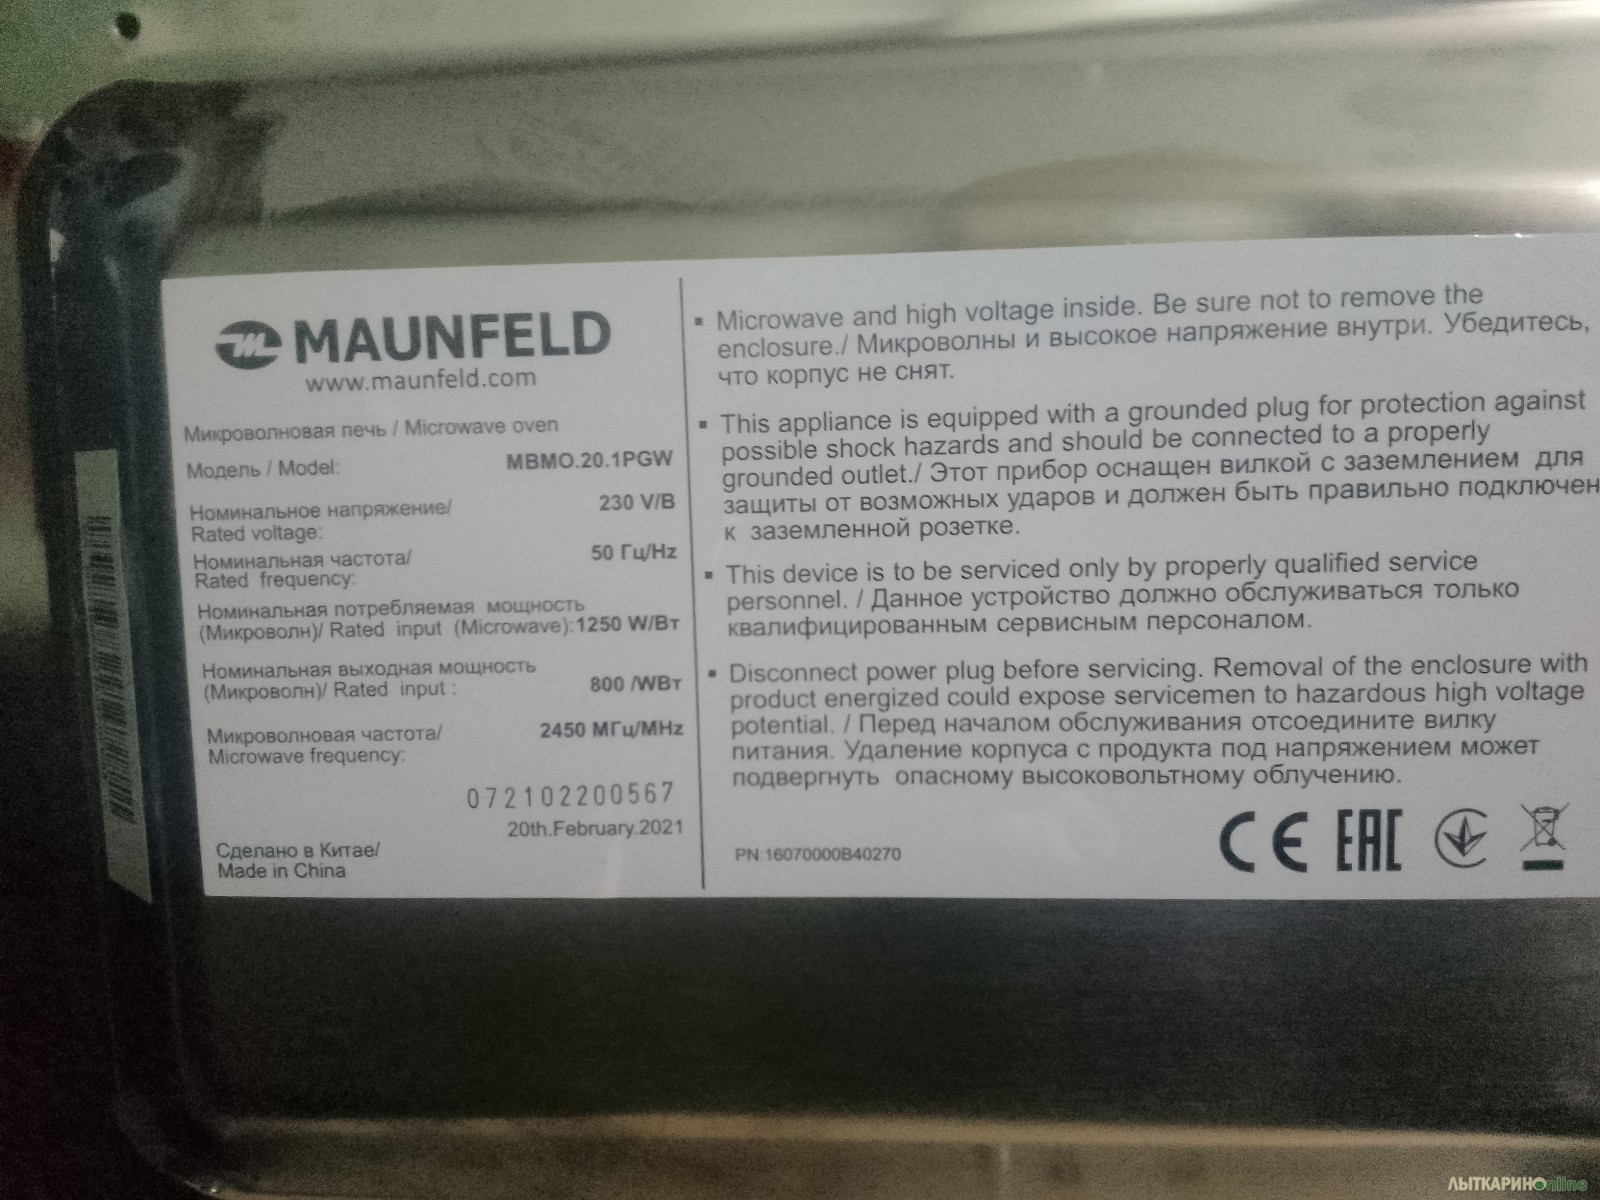 MAUNFELD
www.maunfeld.com
Микроволновая печь / Microwave oven
Модель / Model: MBMO.20.1PGW
Номинальное напряжение/ 230 V/В
Rated voltage:
Номинальная частота/ 50 Гц/Hz
Rated frequency:
Номинальная потребляемая мощность
(Микроволн)/ Rated input (Microwave): 1250 W/Вт
Номинальная выходная мощность
(Микроволн)/ Rated input : 800 /WВт
Микроволновая частота/ 2450 МГц/MHz
Microwave frequency:
072102200567
20th.February.2021
Сделано в Китае/
Made in China
▪ Microwave and high voltage inside. Be sure not to remove the
enclosure./ Микроволны и высокое напряжение внутри. Убедитесь,
что корпус не снят.
▪ This appliance is equipped with a grounded plug for protection against
possible shock hazards and should be connected to a properly
grounded outlet./ Этот прибор оснащен вилкой с заземлением для
защиты от возможных ударов и должен быть правильно подключен
к заземленной розетке.
▪ This device is to be serviced only by properly qualified service
personnel. / Данное устройство должно обслуживаться только
квалифицированным сервисным персоналом.
▪ Disconnect power plug before servicing. Removal of the enclosure with
product energized could expose servicemen to hazardous high voltage
potential. / Перед началом обслуживания отсоедините вилку
питания. Удаление корпуса с продукта под напряжением может
подвергнуть опасному высоковольтному облучению.
PN:16070000B40270
CE EAC
ЛЫТКАРИНОonline